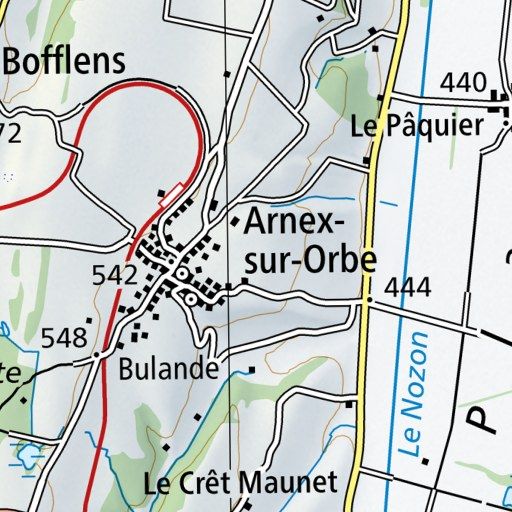 Bofflens
440
72
Le Pâquier
Arnex-
sur-Orbe
542
444
548
Bulande
Le Nozon
te
P
Le Crêt Maunet